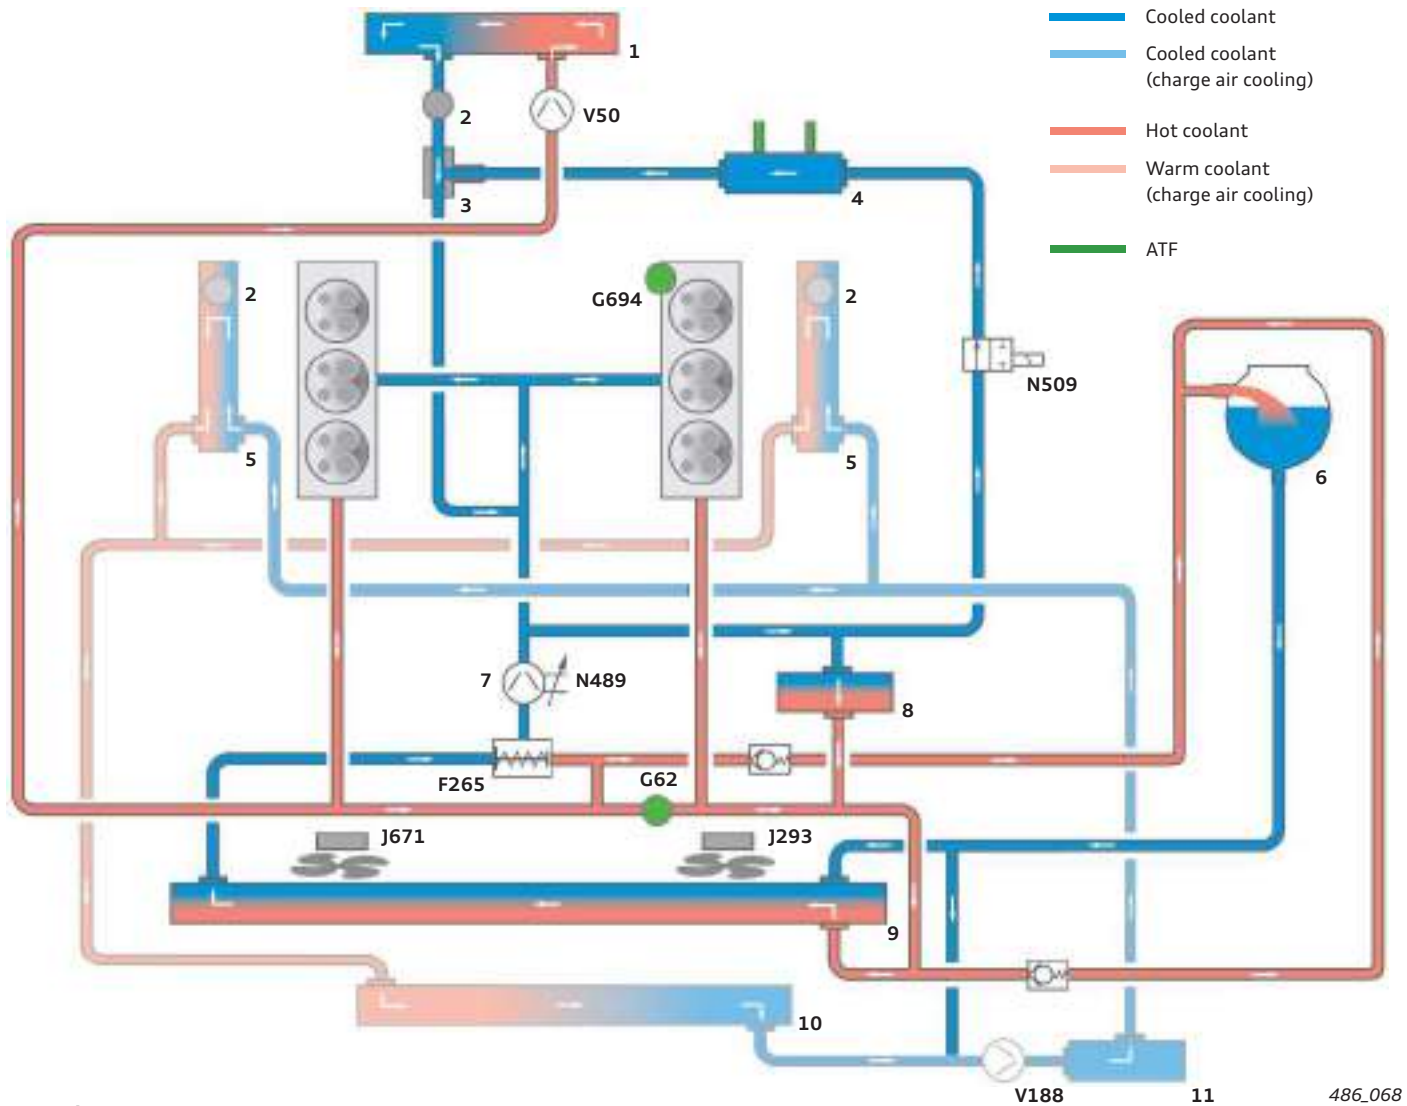 Cooled coolant
Cooled coolant
(charge air cooling)
Hot coolant
Warm coolant
(charge air cooling)
ATF
1
2
V50
3
4
2
G694
2
N509
5
5
6
7
N489
8
F265
G62
J671
J293
9
10
V188
11
486_068